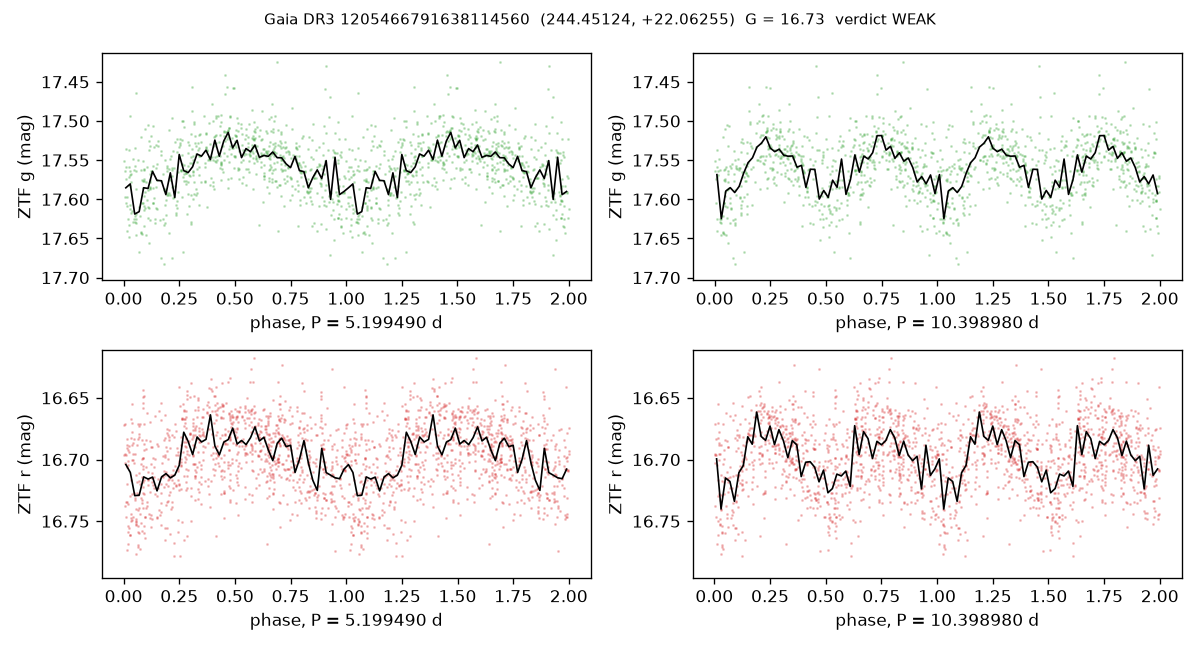 Gaia DR3 1205466791638114560  (244.45124, +22.06255)  G = 16.73  verdict WEAK
ZTF g (mag)
17.45
17.50
17.55
17.60
17.65
17.70
0.00 0.25 0.50 0.75 1.00 1.25 1.50 1.75 2.00
phase, P = 5.199490 d
ZTF g (mag)
17.45
17.50
17.55
17.60
17.65
17.70
0.00 0.25 0.50 0.75 1.00 1.25 1.50 1.75 2.00
phase, P = 10.398980 d
ZTF r (mag)
16.65
16.70
16.75
0.00 0.25 0.50 0.75 1.00 1.25 1.50 1.75 2.00
phase, P = 5.199490 d
ZTF r (mag)
16.65
16.70
16.75
0.00 0.25 0.50 0.75 1.00 1.25 1.50 1.75 2.00
phase, P = 10.398980 d